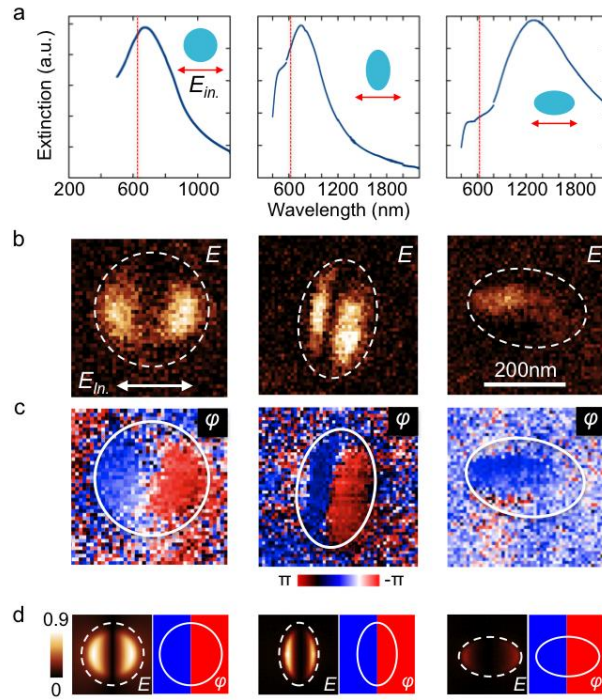 a
Extinction (a.u.)
E_in.
200 600 1000
600 1200 1800
600 1200 1800
Wavelength (nm)
b
E
E
E
E_In.
200nm
c
φ
φ
φ
π -π
d
0.9
0
E φ
E φ
E φ